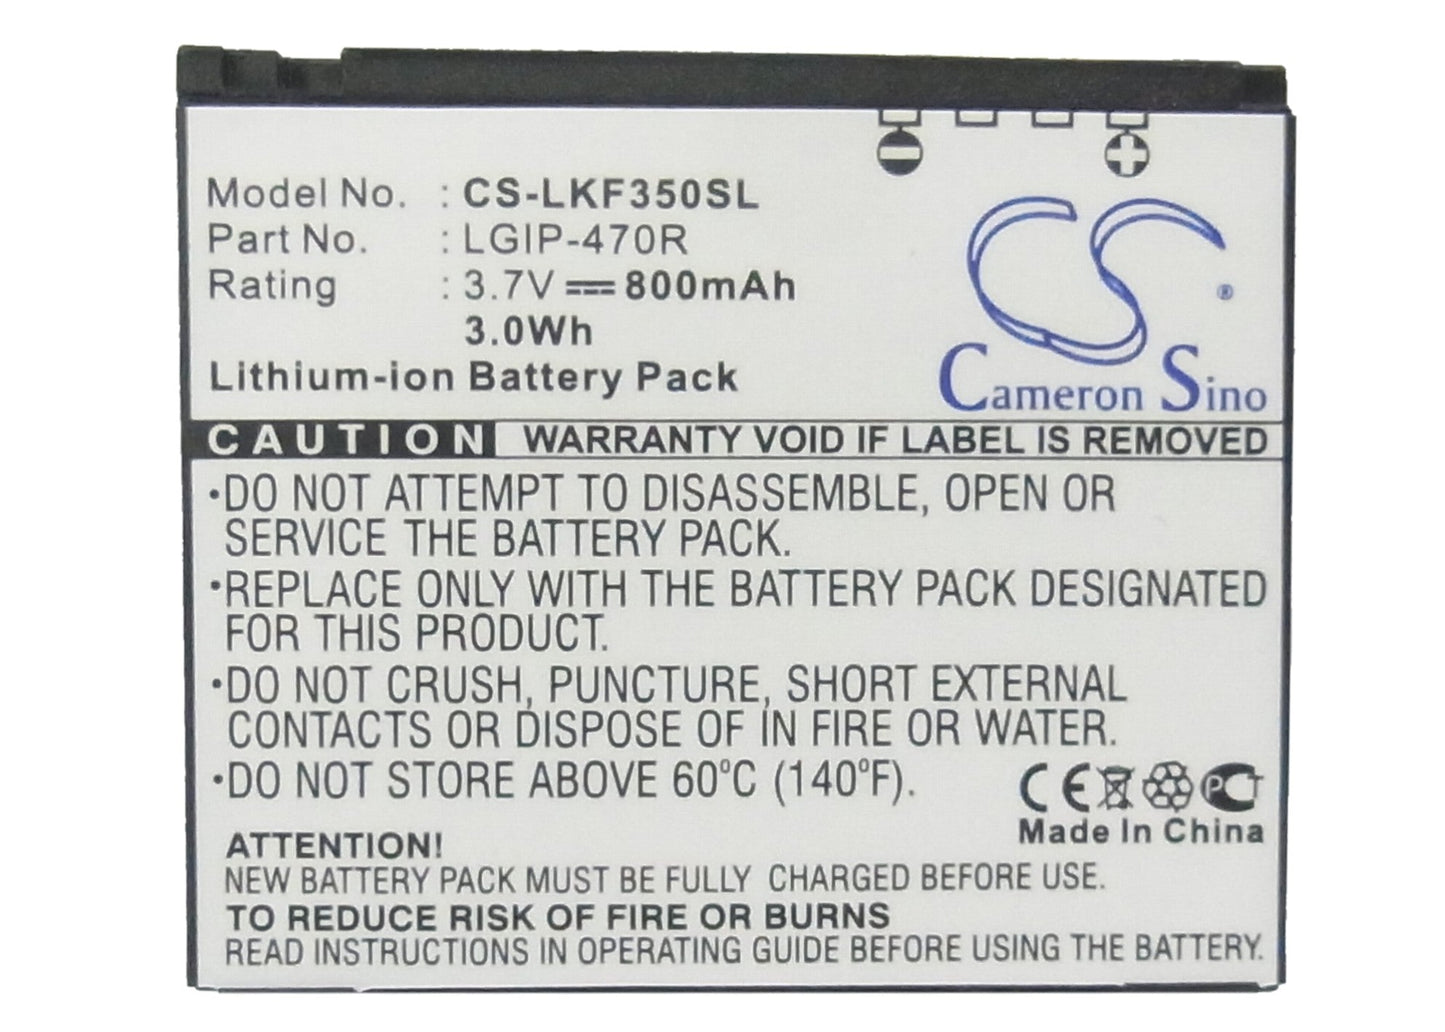 Model No. : CS-LKF350SL
Part No. : LGIP-470R
Rating : 3.7V ⎓ 800mAh
3.0Wh
Lithium-ion Battery Pack
CS ®
Cameron Sino
CAUTION WARRANTY VOID IF LABEL IS REMOVED
·DO NOT ATTEMPT TO DISASSEMBLE, OPEN OR
SERVICE THE BATTERY PACK.
·REPLACE ONLY WITH THE BATTERY PACK DESIGNATED
FOR THIS PRODUCT.
·DO NOT CRUSH, PUNCTURE, SHORT EXTERNAL
CONTACTS OR DISPOSE OF IN FIRE OR WATER.
·DO NOT STORE ABOVE 60°C (140°F).
CE PCT
Made In China
ATTENTION!
NEW BATTERY PACK MUST BE FULLY CHARGED BEFORE USE.
TO REDUCE RISK OF FIRE OR BURNS
READ INSTRUCTIONS IN OPERATING GUIDE BEFORE USING THE BATTERY.